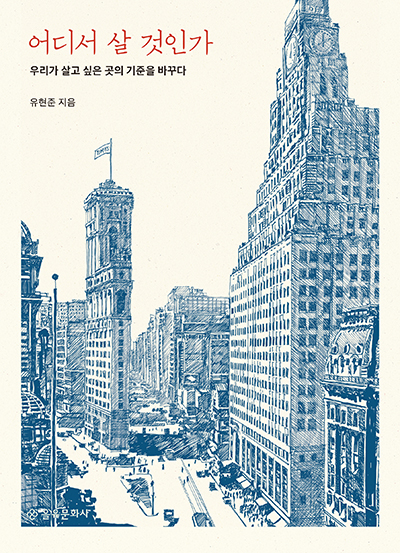 어디서 살 것인가
우리가 살고 싶은 곳의 기준을 바꾸다
유현준 지음
TIMES
을유문화사